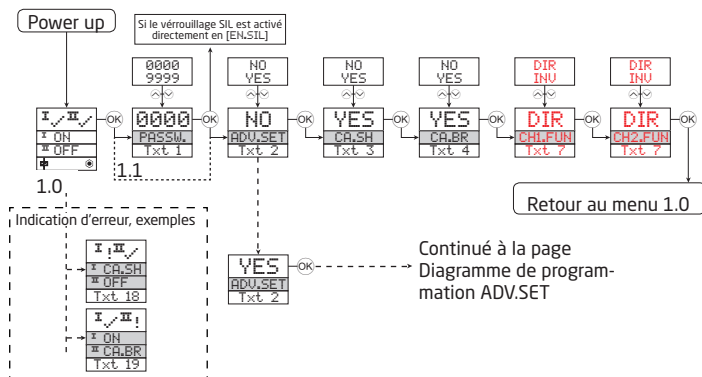 Power up
Si le vérrouillage SIL est activé
directement en [EN.SIL]
0000
9999
NO
YES
NO
YES
NO
YES
DIR
INV
DIR
INV
I✓II✓
I ON
II OFF
OK
0000
PASSW.
Txt 1
OK
NO
ADV.SET
Txt 2
OK
YES
CA.SH
Txt 3
OK
YES
CA.BR
Txt 4
OK
DIR
CH1.FUN
Txt 7
OK
DIR
CH2.FUN
Txt 7
OK
1.0
1.1
Retour au menu 1.0
Indication d'erreur, exemples
I!II✓
I CA.SH
II OFF
Txt 18
I✓II!
I ON
II CA.BR
Txt 19
YES
ADV.SET
Txt 2
OK
Continué à la page
Diagramme de program-
mation ADV.SET